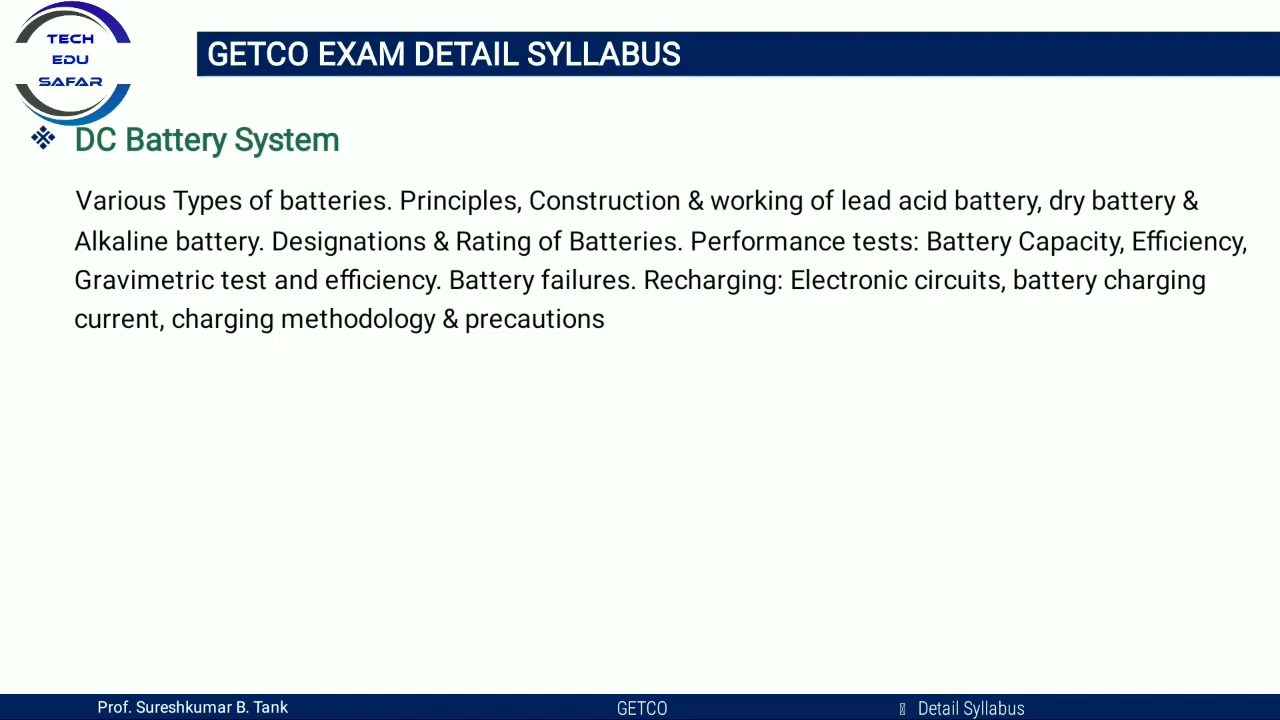 TECH
EDU
SAFAR
GETCO EXAM DETAIL SYLLABUS
DC Battery System
Various Types of batteries. Principles, Construction & working of lead acid battery, dry battery &
Alkaline battery. Designations & Rating of Batteries. Performance tests: Battery Capacity, Efficiency,
Gravimetric test and efficiency. Battery failures. Recharging: Electronic circuits, battery charging
current, charging methodology & precautions
Prof. Sureshkumar B. Tank
GETCO
Detail Syllabus